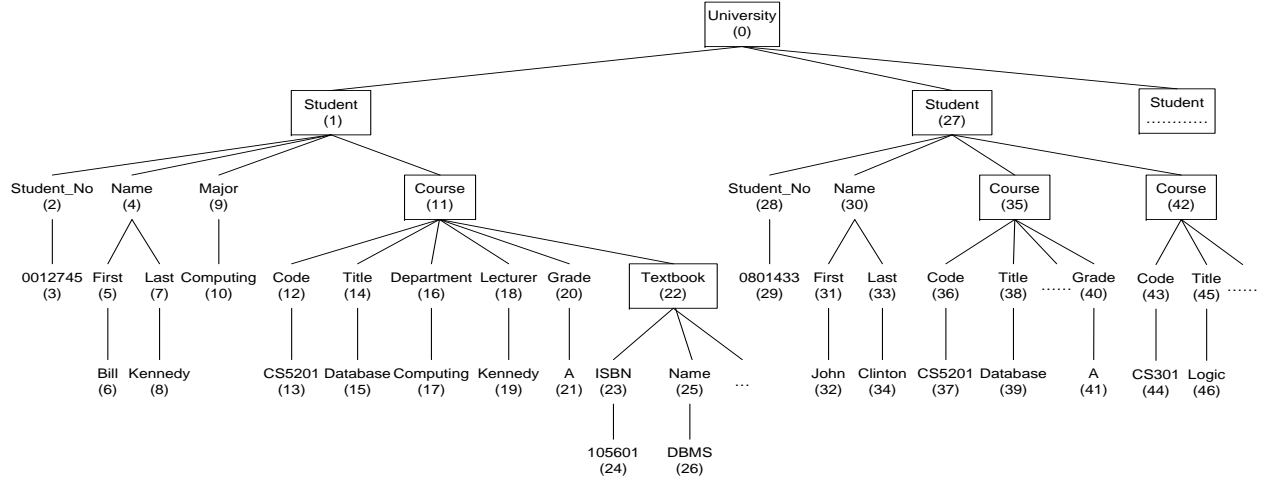 University
(0)
Student
(1)
Student
(27)
Student
............
Student_No
(2)
Name
(4)
Major
(9)
Course
(11)
Student_No
(28)
Name
(30)
Course
(35)
Course
(42)
0012745
(3)
First
(5)
Last
(7)
Computing
(10)
Code
(12)
Title
(14)
Department
(16)
Lecturer
(18)
Grade
(20)
Textbook
(22)
0801433
(29)
First
(31)
Last
(33)
Code
(36)
Title
(38)
......
Grade
(40)
Code
(43)
Title
(45)
......
Bill
(6)
Kennedy
(8)
CS5201
(13)
Database
(15)
Computing
(17)
Kennedy
(19)
A
(21)
ISBN
(23)
Name
(25)
...
John
(32)
Clinton
(34)
CS5201
(37)
Database
(39)
A
(41)
CS301
(44)
Logic
(46)
105601
(24)
DBMS
(26)